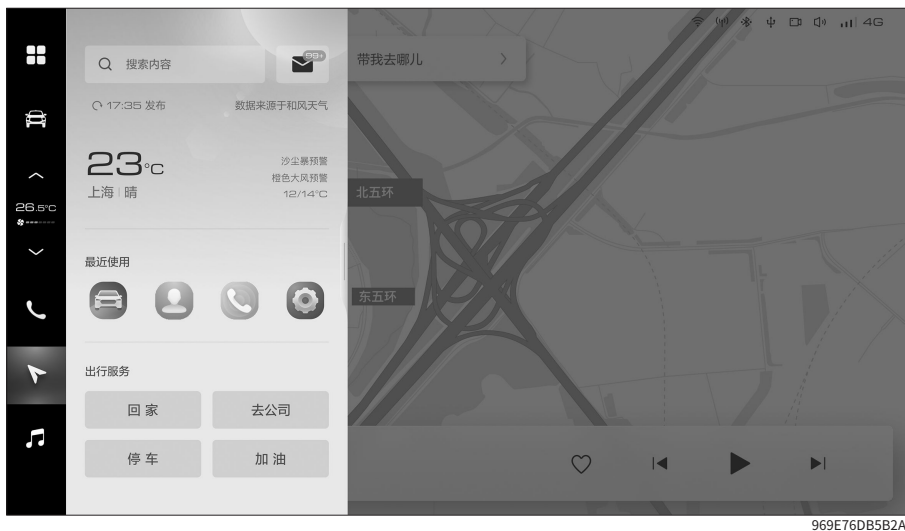 4G
搜索内容
99+
带我去哪儿
17:35 发布
数据来源于和风天气
23°C
沙尘暴预警
橙色大风预警
上海 | 晴
12/14°C
北五环
26.5°C
最近使用
东五环
出行服务
回家
去公司
停车
加油
969E76DB5B2A